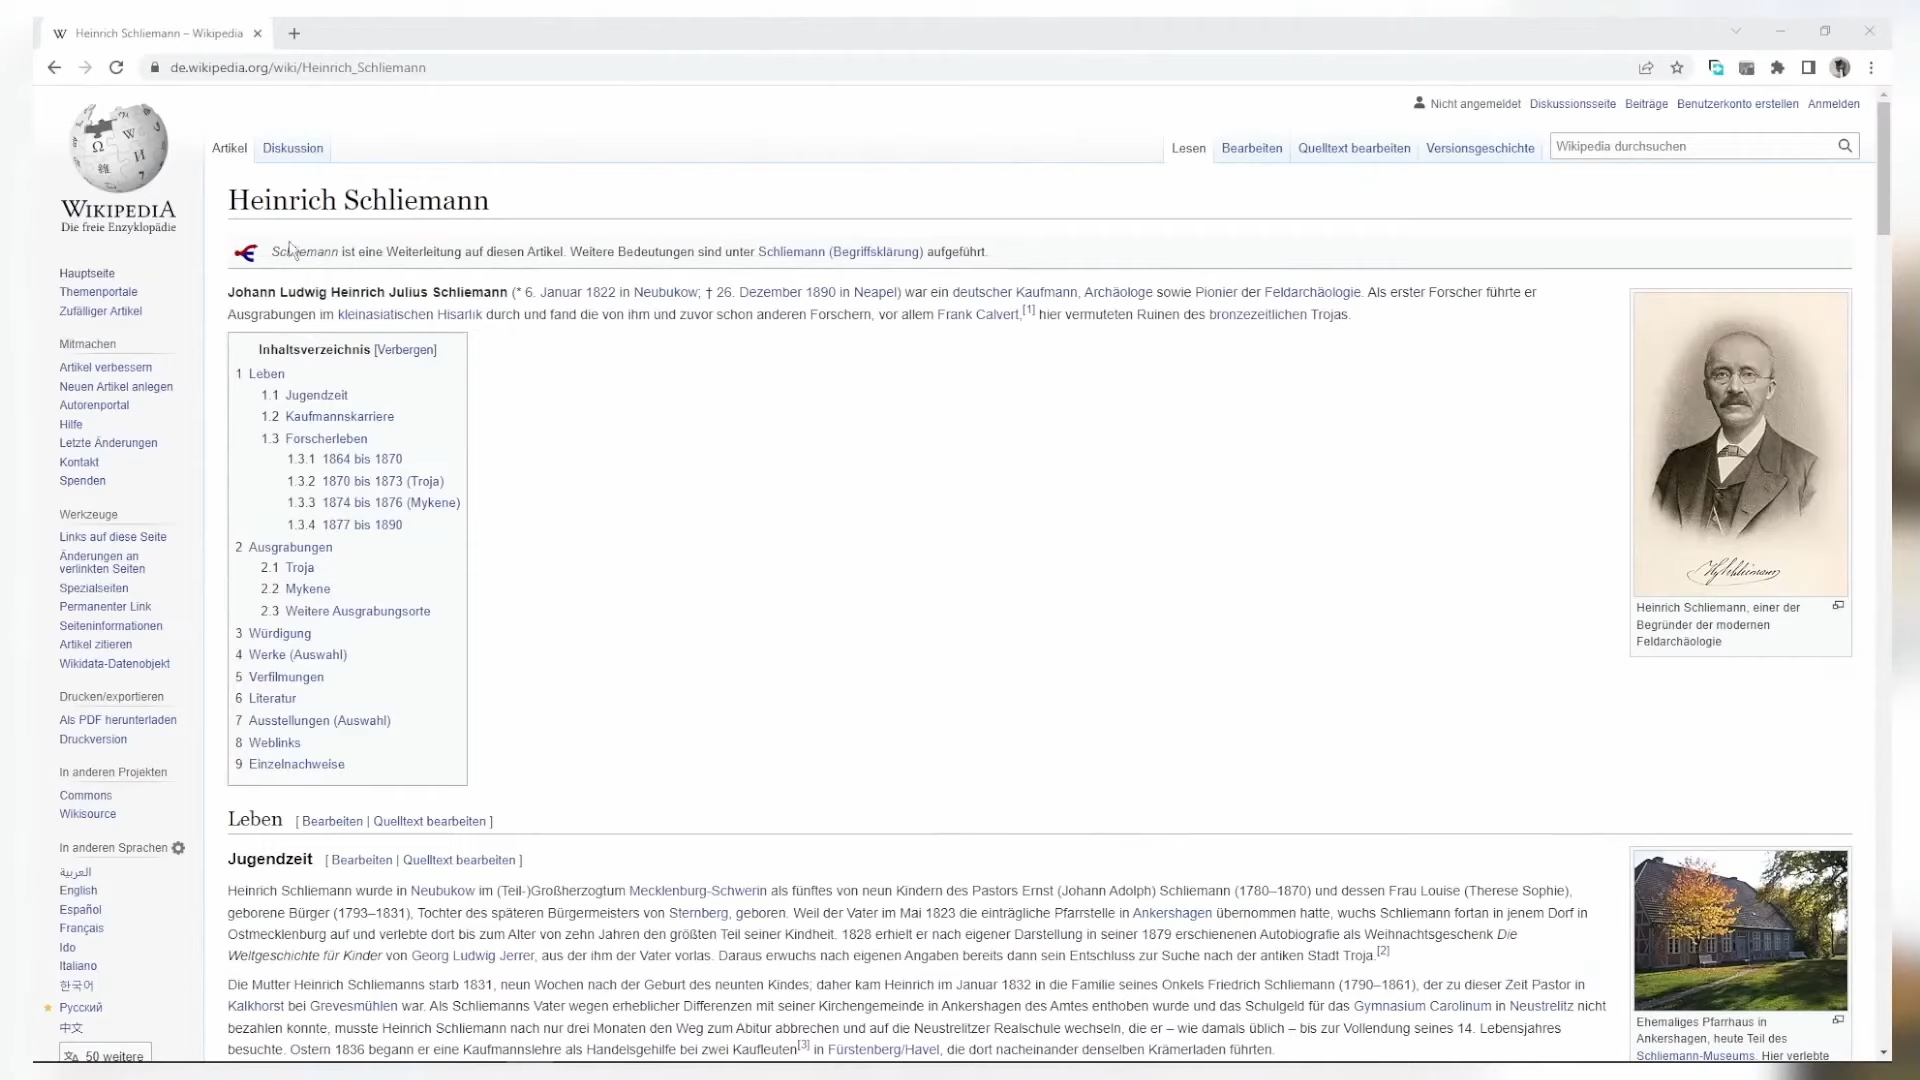 Heinrich Schliemann – Wikipedia
de.wikipedia.org/wiki/Heinrich_Schliemann
Nicht angemeldet Diskussionsseite Beiträge Benutzerkonto erstellen Anmelden
Artikel Diskussion Lesen Bearbeiten Quelltext bearbeiten Versionsgeschichte Wikipedia durchsuchen
WIKIPEDIA
Die freie Enzyklopädie
Hauptseite
Themenportale
Zufälliger Artikel
Mitmachen
Artikel verbessern
Neuen Artikel anlegen
Autorenportal
Hilfe
Letzte Änderungen
Kontakt
Spenden
Werkzeuge
Links auf diese Seite
Änderungen an
verlinkten Seiten
Spezialseiten
Permanenter Link
Seiteninformationen
Artikel zitieren
Wikidata-Datenobjekt
Drucken/exportieren
Als PDF herunterladen
Druckversion
In anderen Projekten
Commons
Wikisource
In anderen Sprachen
العربية
English
Español
Français
Ido
Italiano
한국어
Русский
中文
50 weitere
Heinrich Schliemann
Schliemann ist eine Weiterleitung auf diesen Artikel. Weitere Bedeutungen sind unter Schliemann (Begriffsklärung) aufgeführt.
Johann Ludwig Heinrich Julius Schliemann (* 6. Januar 1822 in Neubukow; † 26. Dezember 1890 in Neapel) war ein deutscher Kaufmann, Archäologe sowie Pionier der Feldarchäologie. Als erster Forscher führte er
Ausgrabungen im kleinasiatischen Hisarlık durch und fand die von ihm und zuvor schon anderen Forschern, vor allem Frank Calvert,[1] hier vermuteten Ruinen des bronzezeitlichen Trojas.
Inhaltsverzeichnis [Verbergen]
1 Leben
1.1 Jugendzeit
1.2 Kaufmannskarriere
1.3 Forscherleben
1.3.1 1864 bis 1870
1.3.2 1870 bis 1873 (Troja)
1.3.3 1874 bis 1876 (Mykene)
1.3.4 1877 bis 1890
2 Ausgrabungen
2.1 Troja
2.2 Mykene
2.3 Weitere Ausgrabungsorte
3 Würdigung
4 Werke (Auswahl)
5 Verfilmungen
6 Literatur
7 Ausstellungen (Auswahl)
8 Weblinks
9 Einzelnachweise
Heinrich Schliemann, einer der
Begründer der modernen
Feldarchäologie
Leben [ Bearbeiten | Quelltext bearbeiten ]
Jugendzeit [ Bearbeiten | Quelltext bearbeiten ]
Heinrich Schliemann wurde in Neubukow im (Teil-)Großherzogtum Mecklenburg-Schwerin als fünftes von neun Kindern des Pastors Ernst (Johann Adolph) Schliemann (1780–1870) und dessen Frau Louise (Therese Sophie),
geborene Bürger (1793–1831), Tochter des späteren Bürgermeisters von Sternberg, geboren. Weil der Vater im Mai 1823 die einträgliche Pfarrstelle in Ankershagen übernommen hatte, wuchs Schliemann fortan in jenem Dorf in
Ostmecklenburg auf und verlebte dort bis zum Alter von zehn Jahren den größten Teil seiner Kindheit. 1828 erhielt er nach eigener Darstellung in seiner 1879 erschienenen Autobiografie als Weihnachtsgeschenk Die
Weltgeschichte für Kinder von Georg Ludwig Jerrer, aus der ihm der Vater vorlas. Daraus erwuchs nach eigenen Angaben bereits dann sein Entschluss zur Suche nach der antiken Stadt Troja.[2]
Die Mutter Heinrich Schliemanns starb 1831, neun Wochen nach der Geburt des neunten Kindes; daher kam Heinrich im Januar 1832 in die Familie seines Onkels Friedrich Schliemann (1790–1861), der zu dieser Zeit Pastor in
Kalkhorst bei Grevesmühlen war. Als Schliemanns Vater wegen erheblicher Differenzen mit seiner Kirchengemeinde in Ankershagen des Amtes enthoben wurde und das Schulgeld für das Gymnasium Carolinum in Neustrelitz nicht
bezahlen konnte, musste Heinrich Schliemann nach nur drei Monaten den Weg zum Abitur abbrechen und auf die Neustrelitzer Realschule wechseln, die er – wie damals üblich – bis zur Vollendung seines 14. Lebensjahres
besuchte. Ostern 1836 begann er eine Kaufmannslehre als Handelsgehilfe bei zwei Kaufleuten[3] in Fürstenberg/Havel, die dort nacheinander denselben Krämerladen führten.
Ehemaliges Pfarrhaus in
Ankershagen, heute Teil des
Schliemann-Museums. Hier verlebte